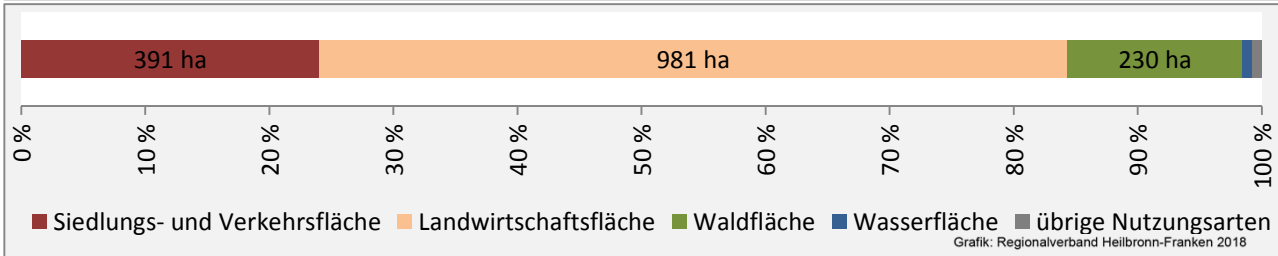 391 ha 981 ha 230 ha
0 % 10 % 20 % 30 % 40 % 50 % 60 % 70 % 80 % 90 % 100 %
Siedlungs- und Verkehrsfläche Landwirtschaftsfläche Waldfläche Wasserfläche übrige Nutzungsarten
Grafik: Regionalverband Heilbronn-Franken 2018